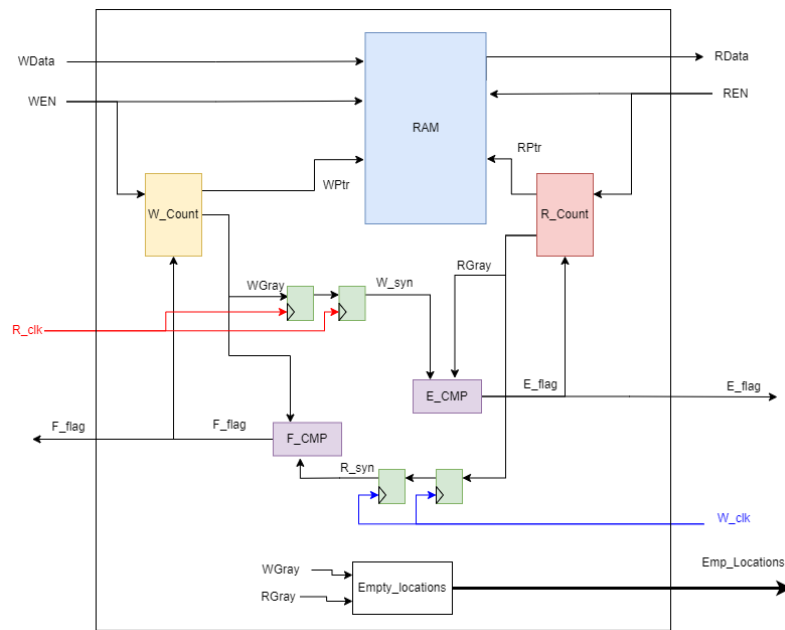 WData
RData
WEN
REN
RAM
RPtr
WPtr
W_Count
R_Count
RGray
WGray
W_syn
R_clk
E_flag
E_flag
E_CMP
F_flag
F_flag
F_CMP
R_syn
W_clk
Emp_Locations
WGray
Empty_locations
RGray